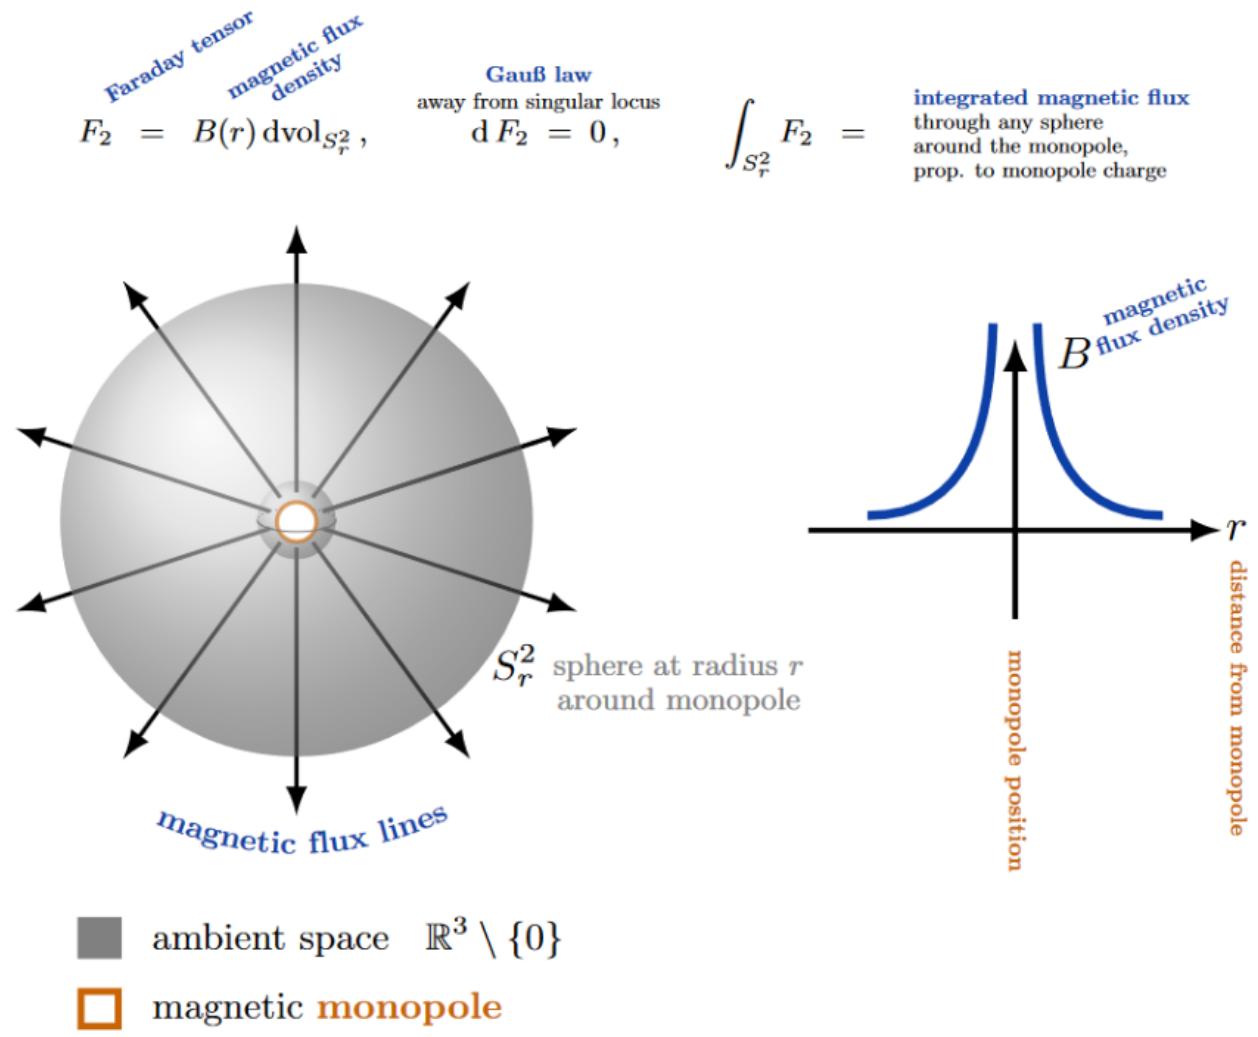 Faraday tensor
magnetic flux
density
F₂ = B(r) dvol_{S²_r} ,
Gauß law
away from singular locus
d F₂ = 0 ,
∫_{S²_r} F₂ =
integrated magnetic flux
through any sphere
around the monopole,
prop. to monopole charge
magnetic
flux density
B
r
distance from monopole
monopole position
S²_r sphere at radius r
around monopole
magnetic flux lines
ambient space ℝ³ \ {0}
magnetic monopole